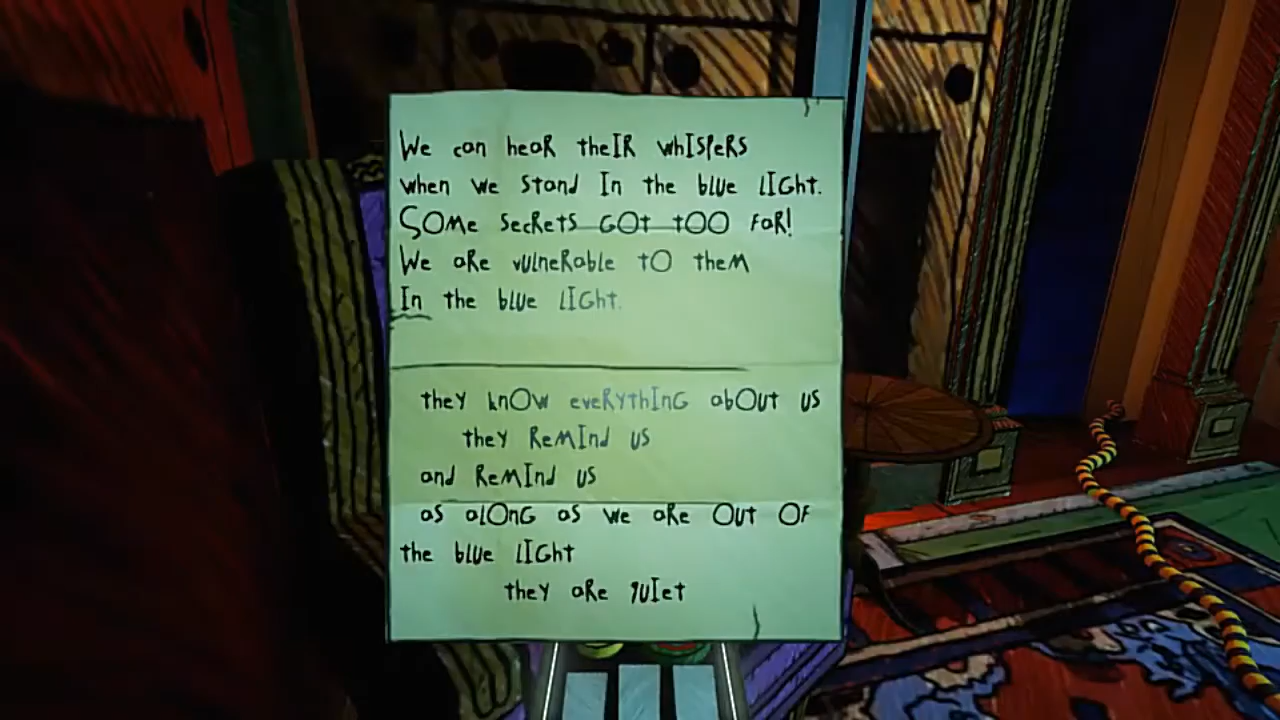 We can heaR theIR whIsPeRs
when we stand In the blUe lIGht.
SOMe secRets GOt tOO FaR!
We aRe vUlneRable tO theM
In the blUe lIGht.
they knOw eveRythInG abOUt Us
they ReMInd Us
and ReMInd Us
as alOnG as we aRe OUt OF
the blUe lIGht
they aRe qUIet